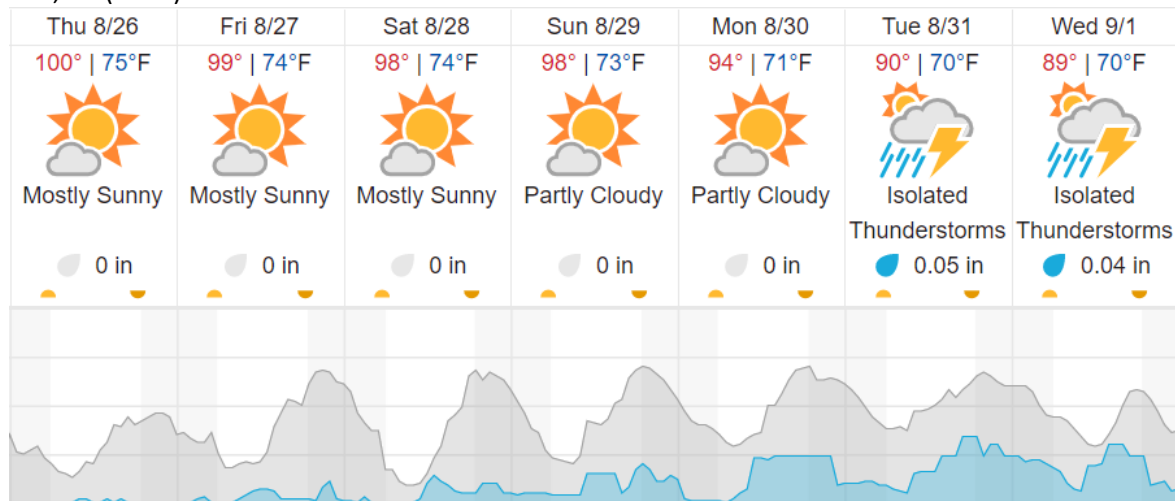 Thu 8/26 Fri 8/27 Sat 8/28 Sun 8/29 Mon 8/30 Tue 8/31 Wed 9/1
100° | 75°F 99° | 74°F 98° | 74°F 98° | 73°F 94° | 71°F 90° | 70°F 89° | 70°F
Mostly Sunny Mostly Sunny Mostly Sunny Partly Cloudy Partly Cloudy Isolated Isolated
Thunderstorms Thunderstorms
0 in 0 in 0 in 0 in 0 in 0.05 in 0.04 in